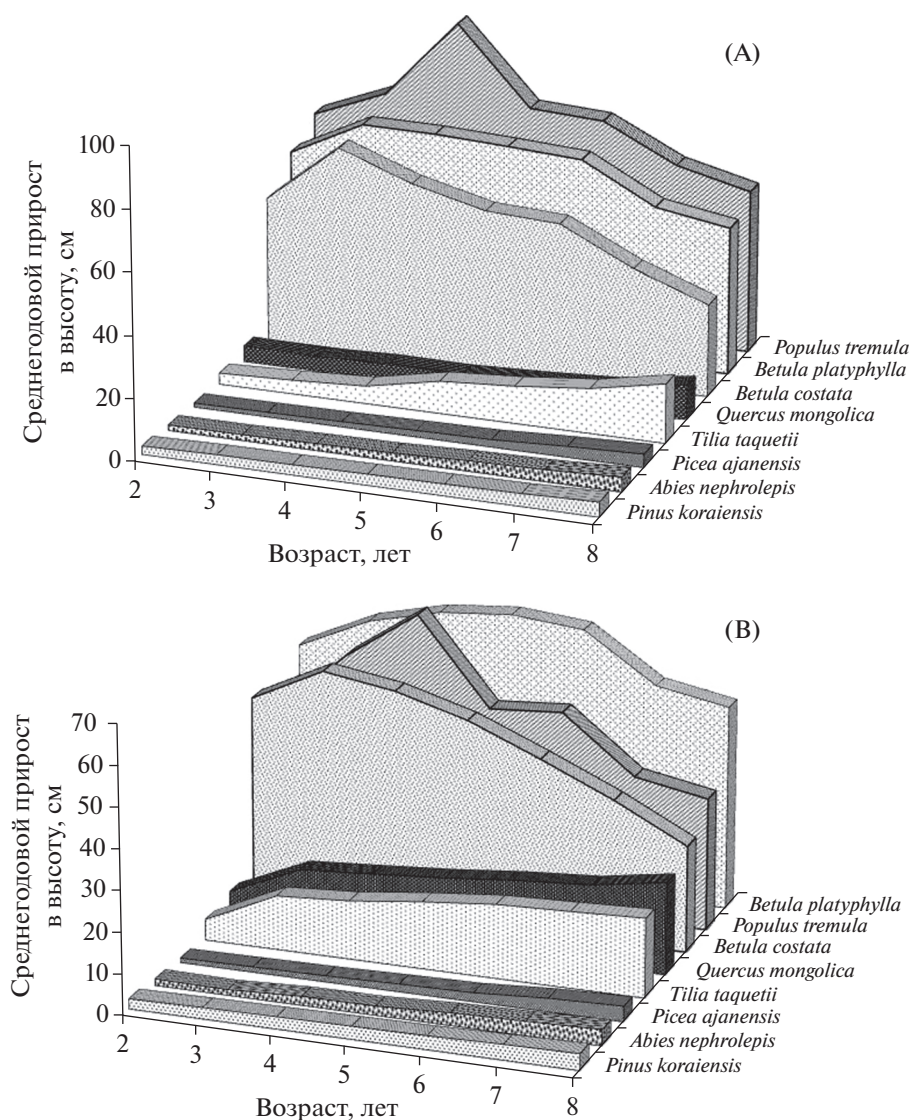 (A)
Среднегодовой прирост
в высоту, см
100
80
60
40
20
0
2
3
4
5
6
7
8
Возраст, лет
Populus tremula
Betula platyphylla
Betula costata
Quercus mongolica
Tilia taquetii
Picea ajanensis
Abies nephrolepis
Pinus koraiensis
(B)
Среднегодовой прирост
в высоту, см
70
60
50
40
30
20
10
0
2
3
4
5
6
7
8
Возраст, лет
Betula platyphylla
Populus tremula
Betula costata
Quercus mongolica
Tilia taquetii
Picea ajanensis
Abies nephrolepis
Pinus koraiensis